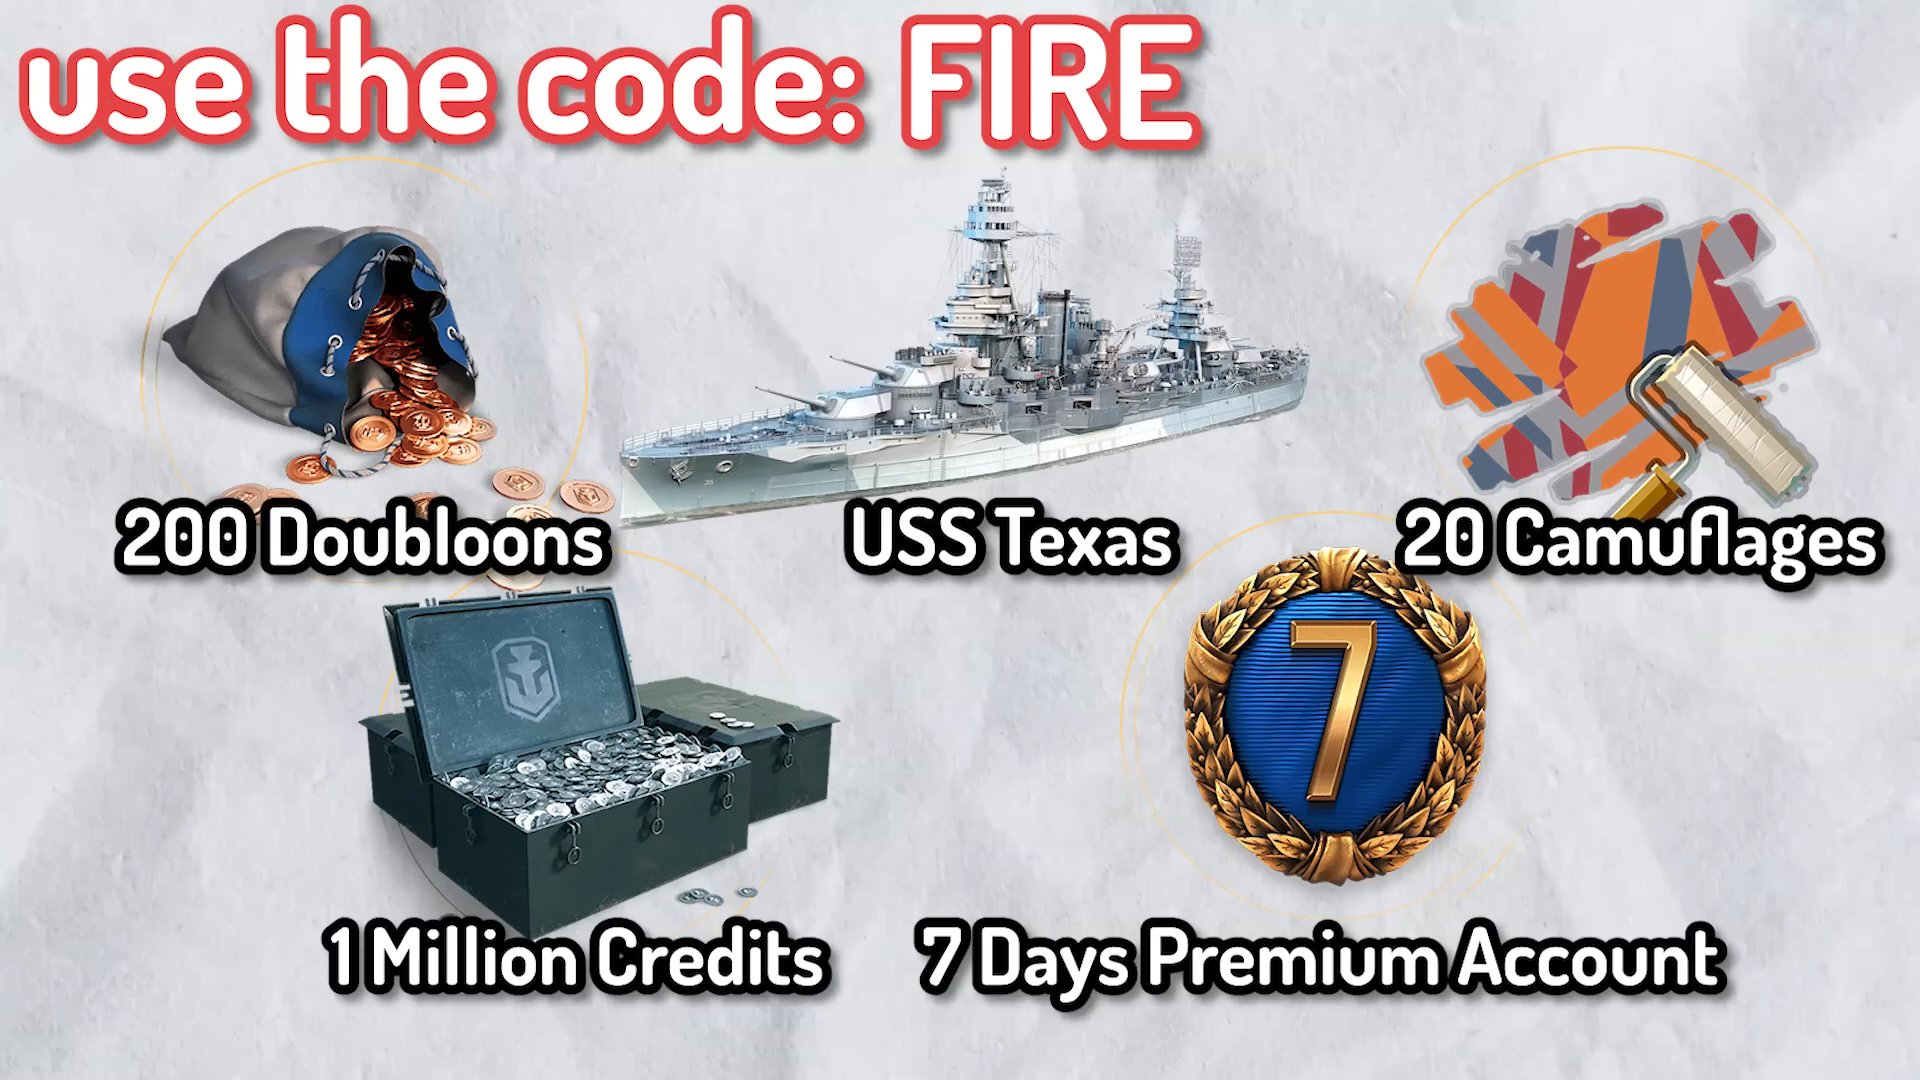 use the code: FIRE
200 Doubloons
USS Texas
20 Camuflages
7
1 Million Credits
7 Days Premium Account